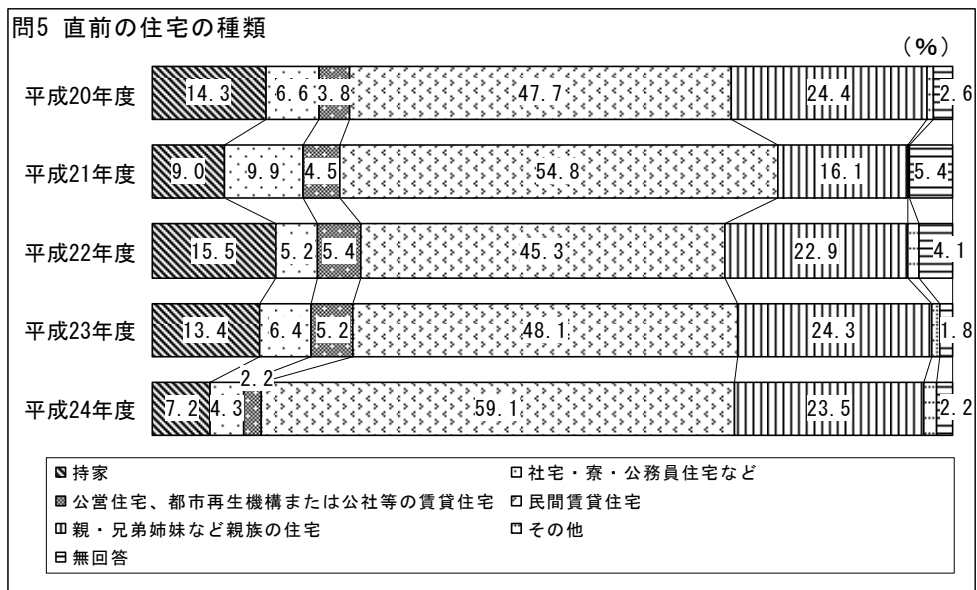 問5 直前の住宅の種類
(％)
平成20年度 14.3 6.6 3.8 47.7 24.4 2.6
平成21年度 9.0 9.9 4.5 54.8 16.1 5.4
平成22年度 15.5 5.2 5.4 45.3 22.9 4.1
平成23年度 13.4 6.4 5.2 48.1 24.3 1.8
平成24年度 7.2 4.3 2.2 59.1 23.5 2.2
持家 社宅・寮・公務員住宅など
公営住宅、都市再生機構または公社等の賃貸住宅 民間賃貸住宅
親・兄弟姉妹など親族の住宅 その他
無回答